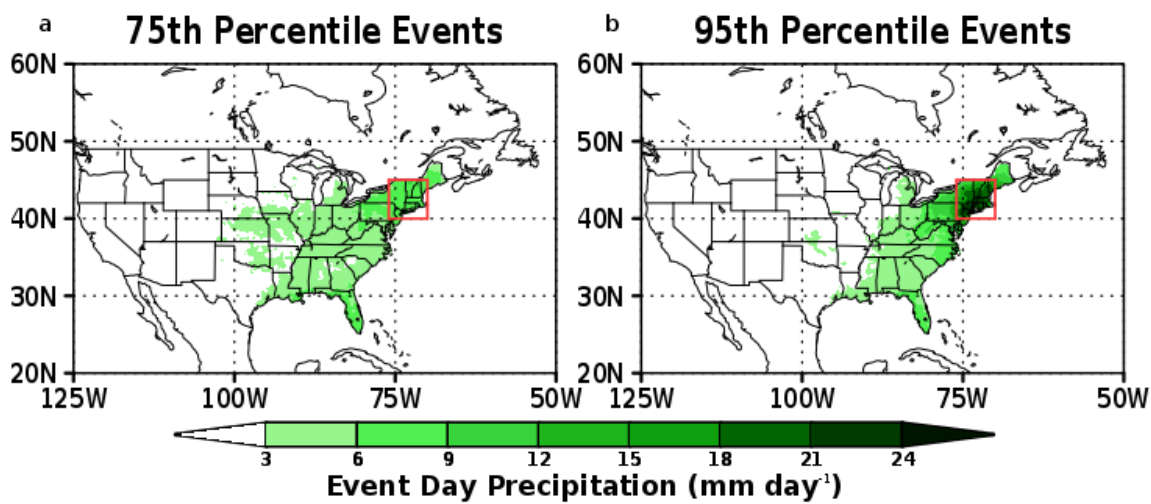 a 75th Percentile Events
b 95th Percentile Events
60N 60N
50N 50N
40N 40N
30N 30N
20N 20N
125W 100W 75W 50W 125W 100W 75W 50W
3 6 9 12 15 18 21 24
Event Day Precipitation (mm day⁻¹)